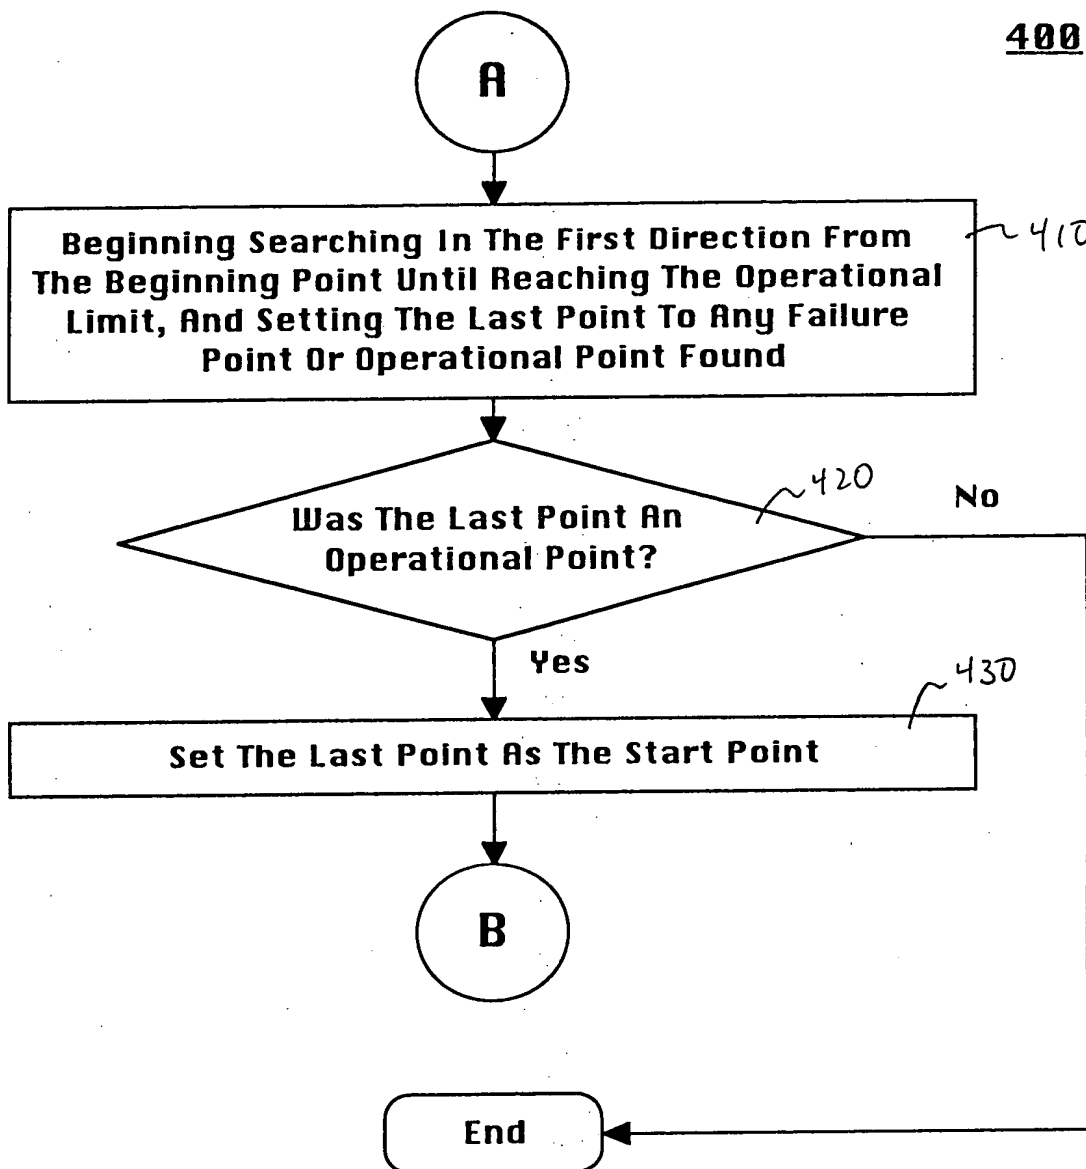 400
A
Beginning Searching In The First Direction From
The Beginning Point Until Reaching The Operational
Limit, And Setting The Last Point To Any Failure
Point Or Operational Point Found
410
Was The Last Point An
Operational Point?
420
No
Yes
430
Set The Last Point As The Start Point
B
End